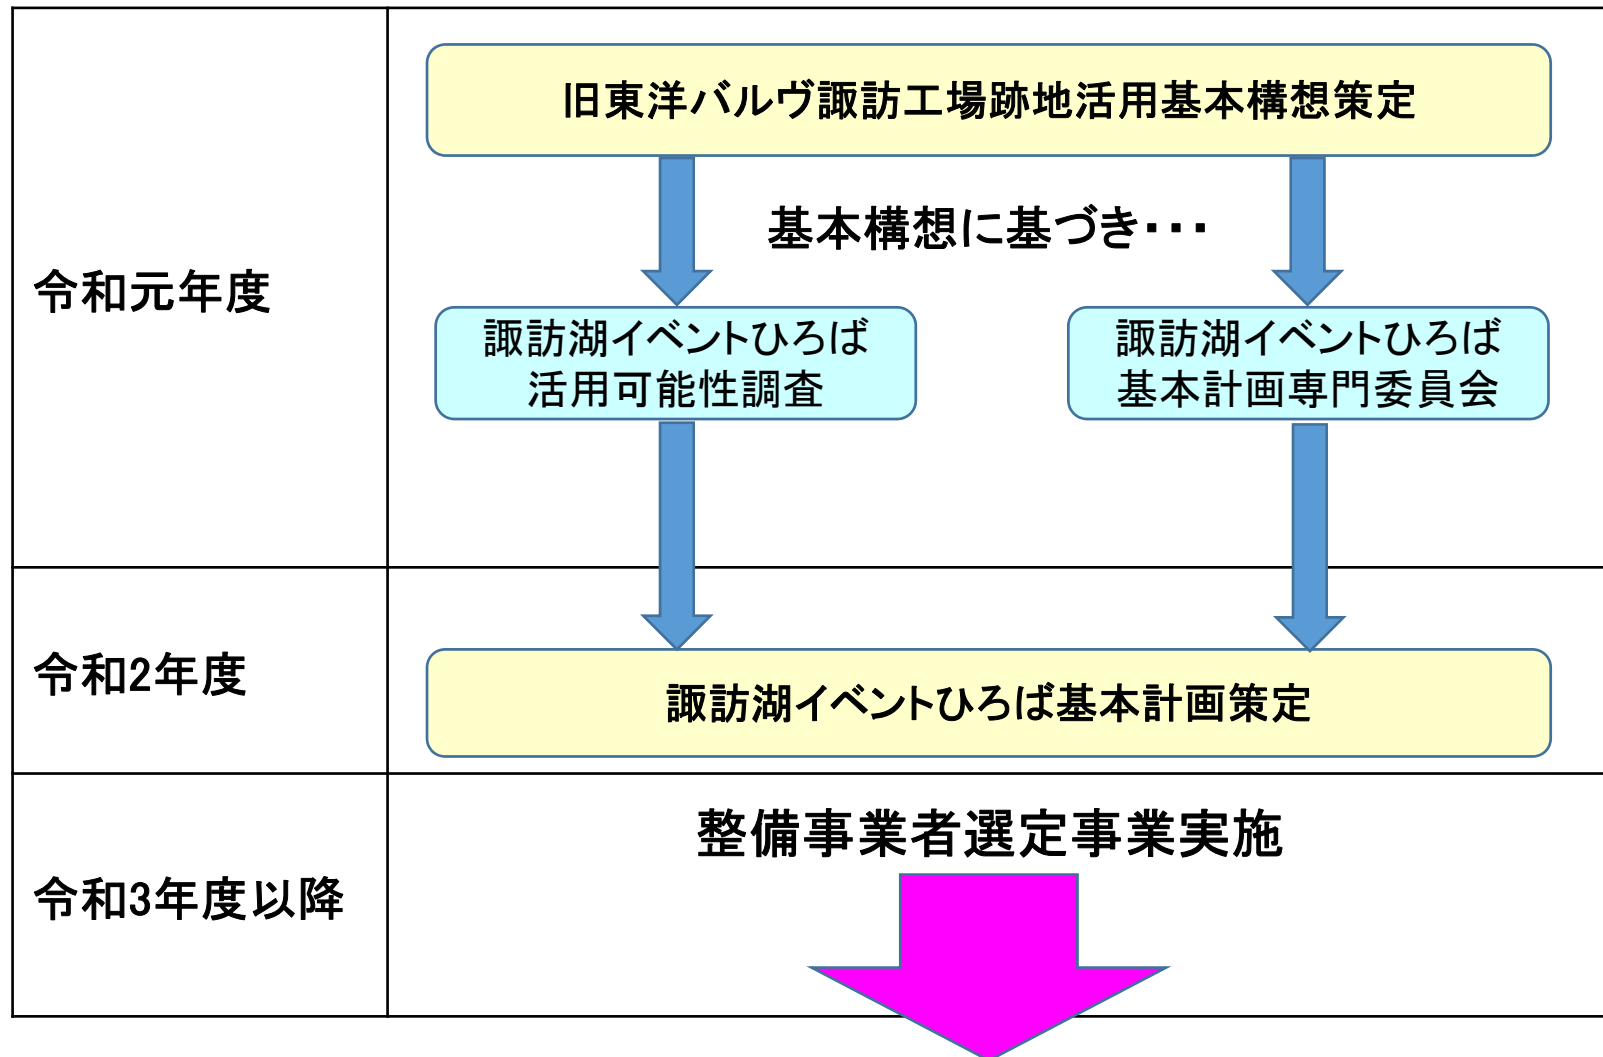 旧東洋バルヴ諏訪工場跡地活用基本構想策定
基本構想に基づき･･･
令和元年度
諏訪湖イベントひろば
活用可能性調査
諏訪湖イベントひろば
基本計画専門委員会
令和2年度
諏訪湖イベントひろば基本計画策定
整備事業者選定事業実施
令和3年度以降